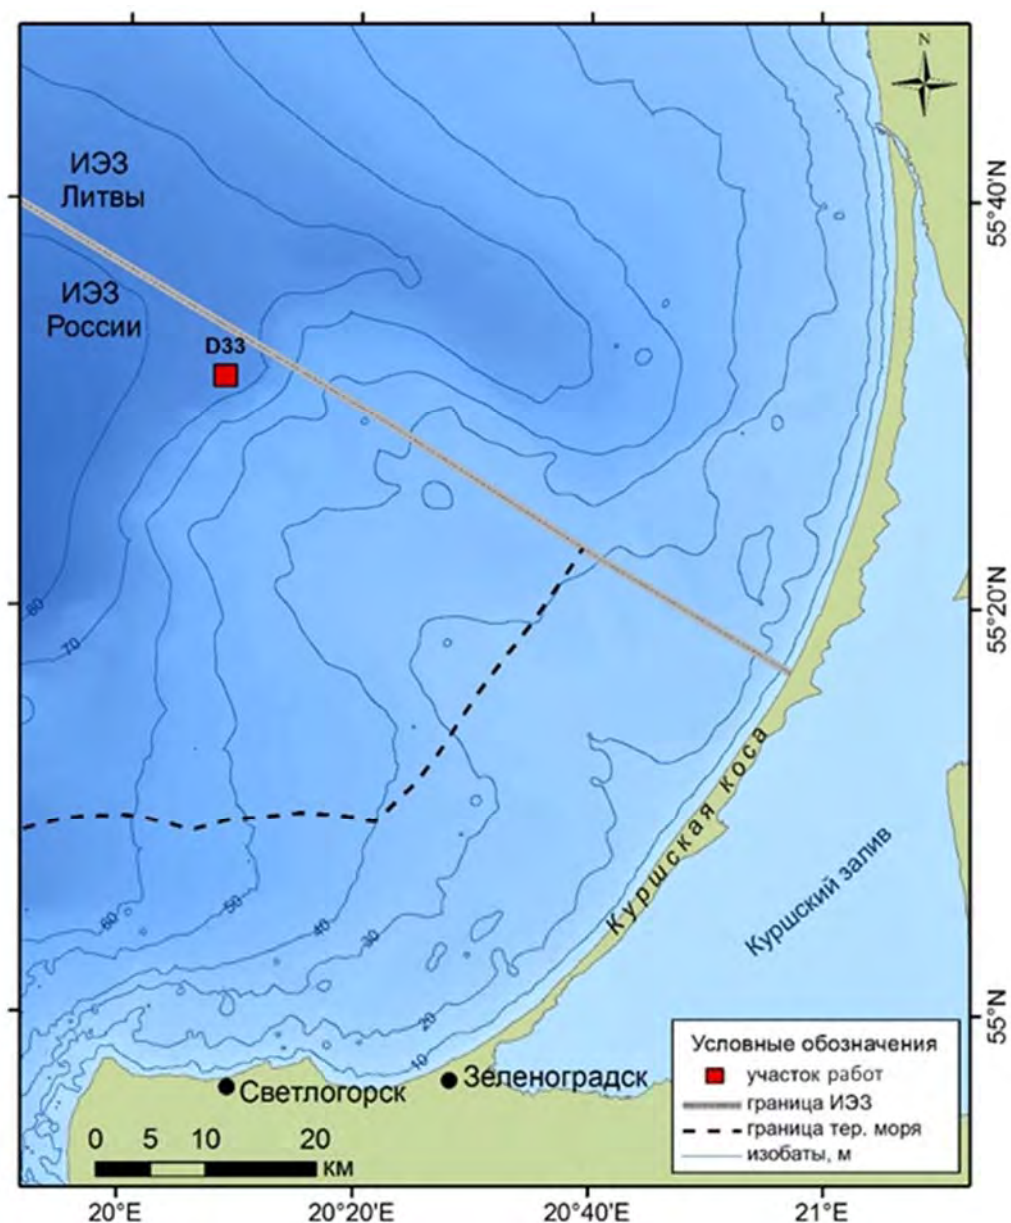 N
ИЭЗ
Литвы
55°40'N
ИЭЗ
России
D33
80
70
55°20'N
Куршская коса
Куршский залив
60
50
40
30
20
10
55°N
Светлогорск
Зеленоградск
0 5 10 20
км
Условные обозначения
участок работ
граница ИЭЗ
граница тер. моря
изобаты, м
20°E 20°20'E 20°40'E 21°E